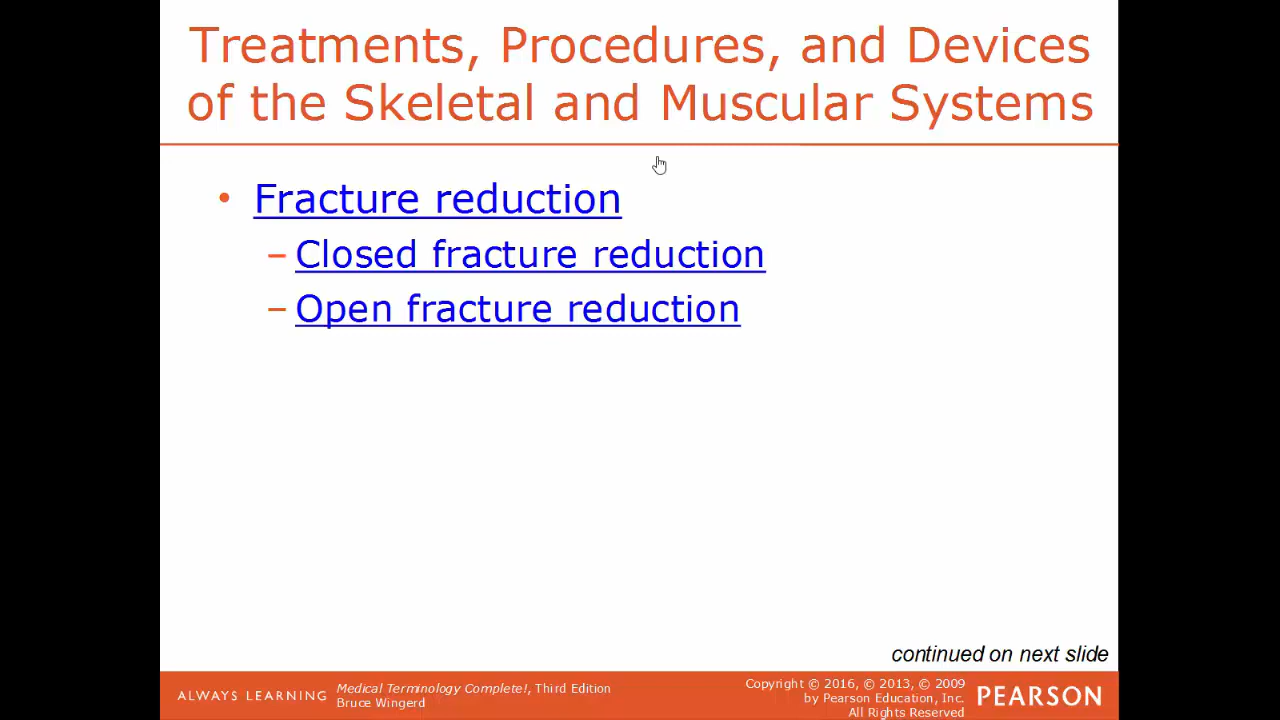 Treatments, Procedures, and Devices
of the Skeletal and Muscular Systems
• Fracture reduction
– Closed fracture reduction
– Open fracture reduction
continued on next slide
ALWAYS LEARNING
Medical Terminology Complete!, Third Edition
Bruce Wingerd
Copyright © 2016, © 2013, © 2009
by Pearson Education, Inc.
All Rights Reserved
PEARSON